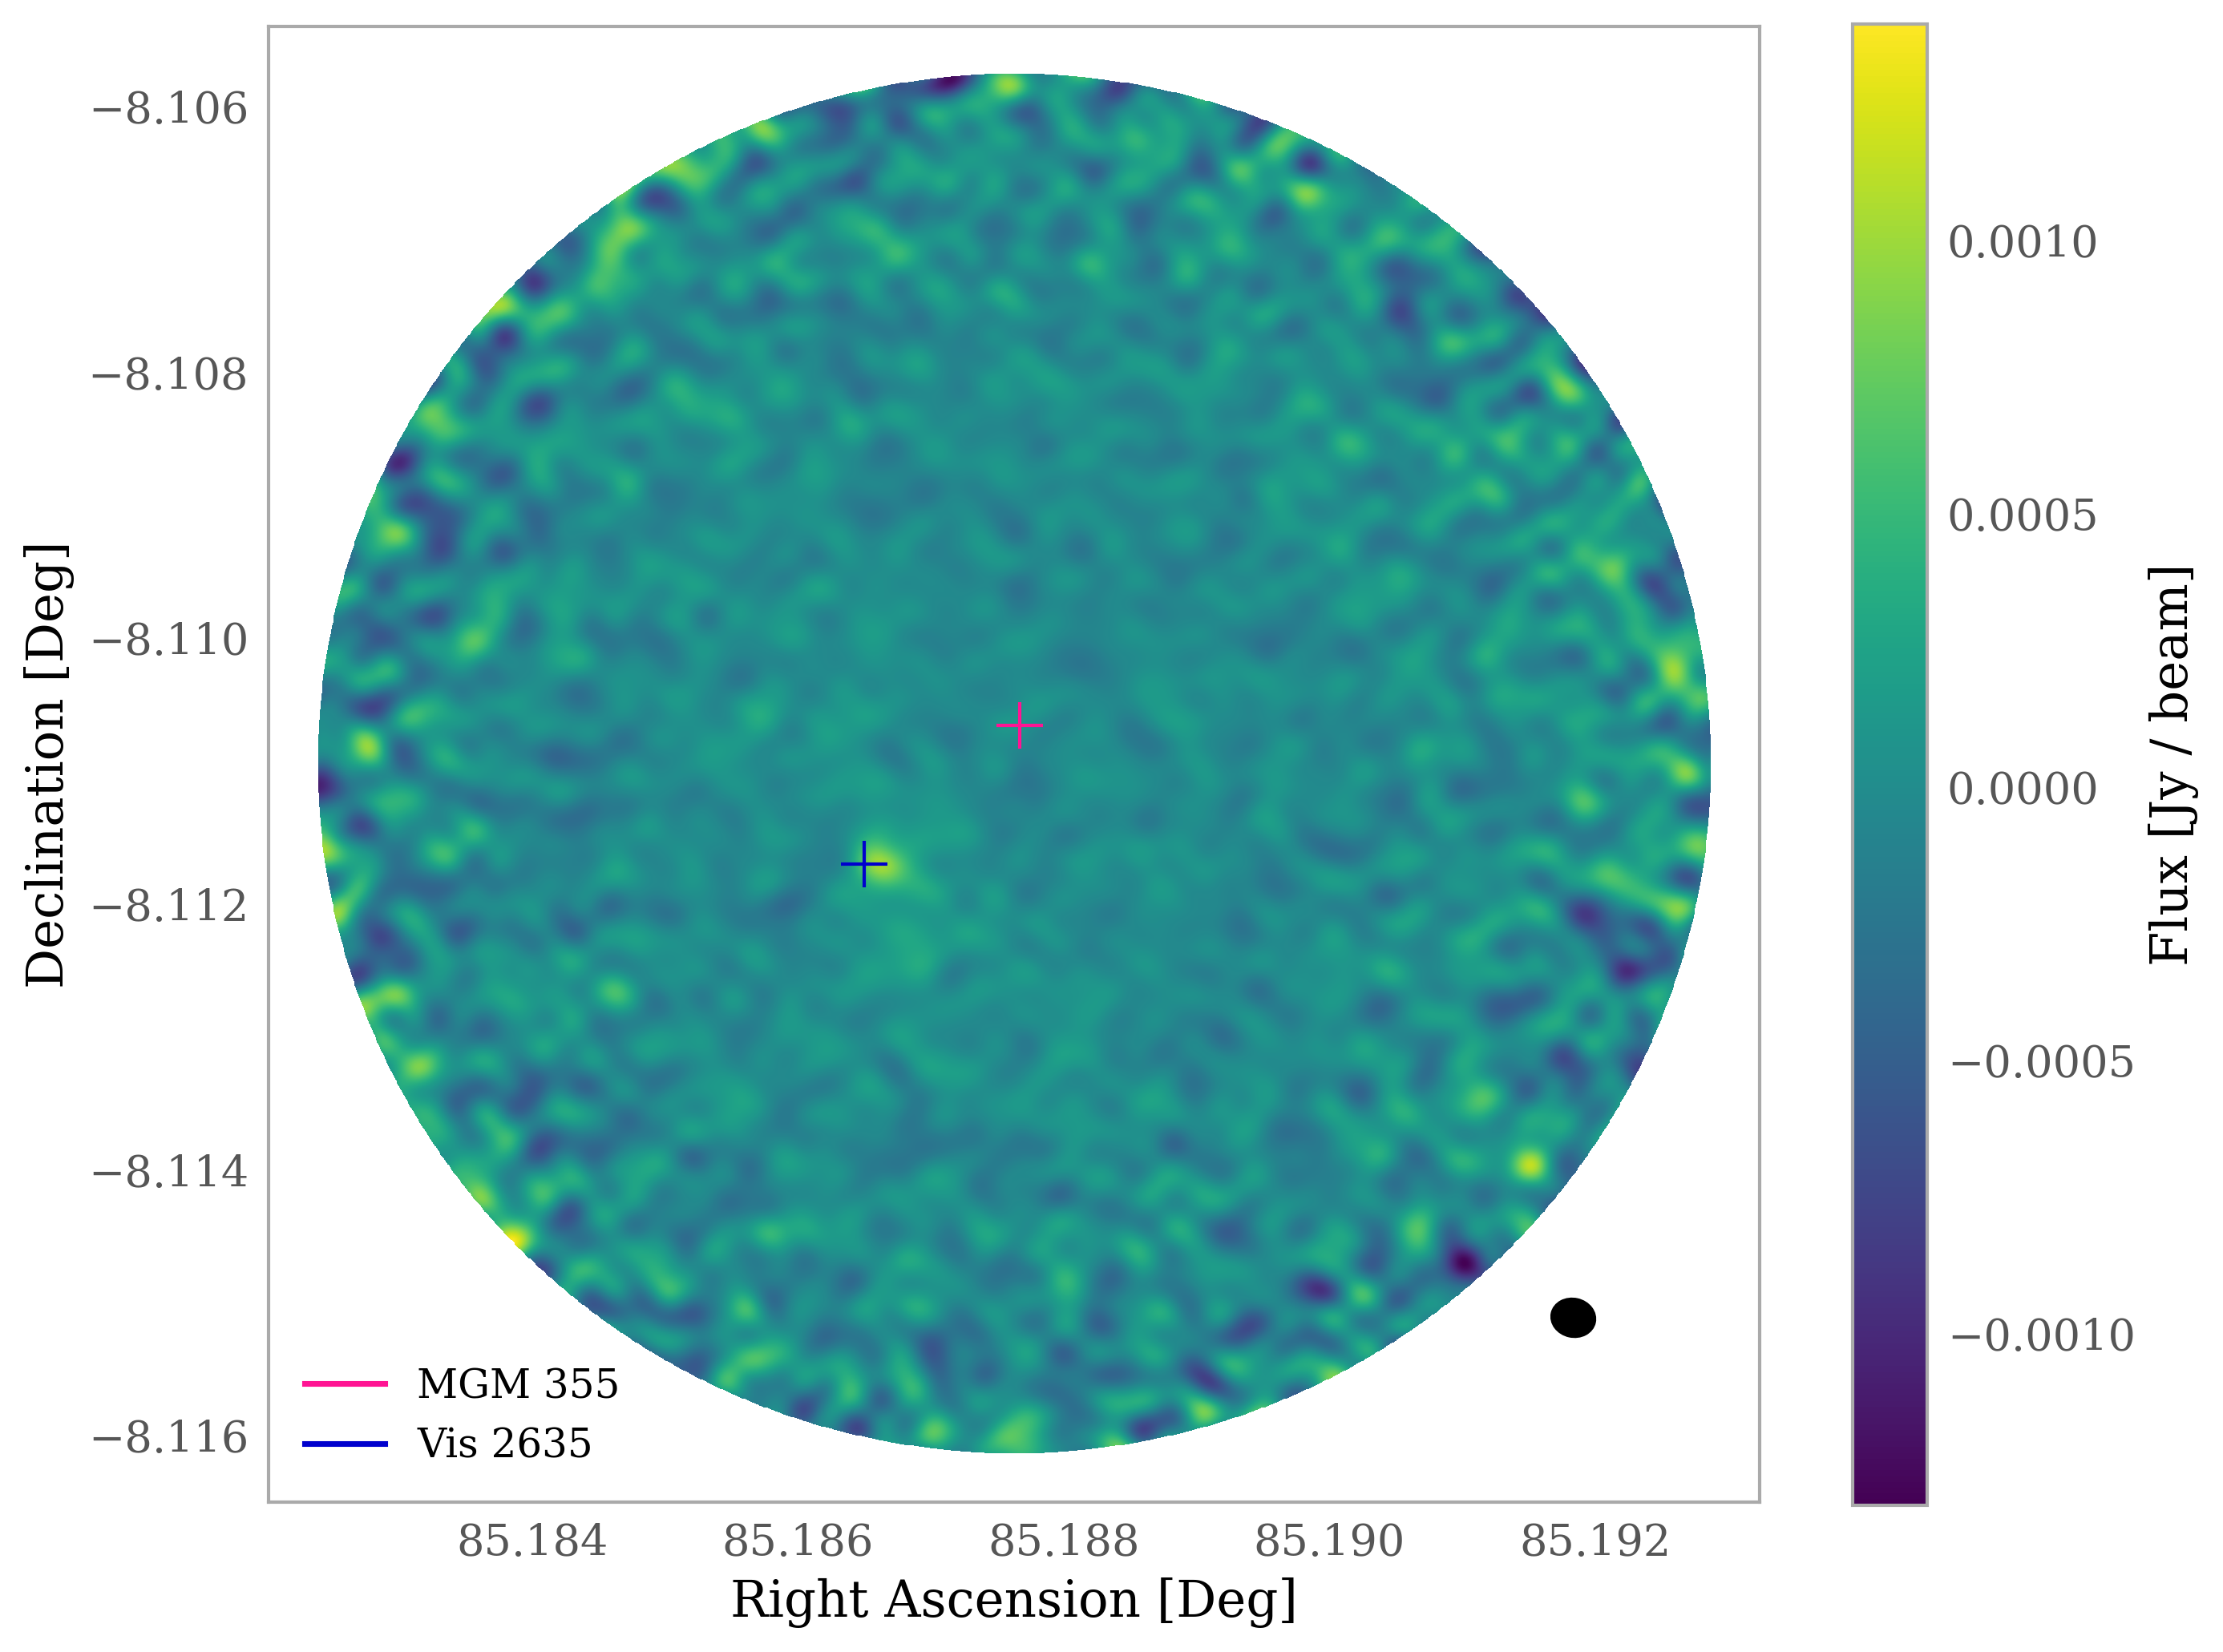 Declination [Deg]
−8.106
−8.108
−8.110
−8.112
−8.114
−8.116
MGM 355
Vis 2635
85.184 85.186 85.188 85.190 85.192
Right Ascension [Deg]
0.0010
0.0005
0.0000
−0.0005
−0.0010
Flux [Jy / beam]